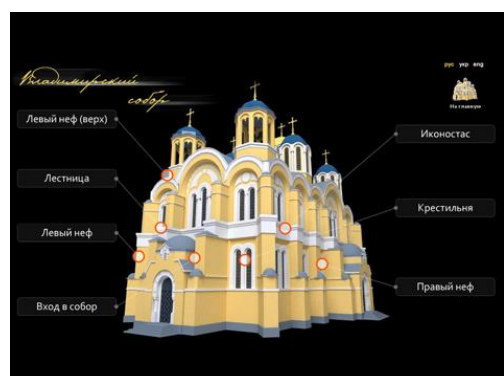 Владимирский
собор
рус укр eng
На главную
Левый неф (верх)
Лестница
Левый неф
Вход в собор
Иконостас
Крестильня
Правый неф